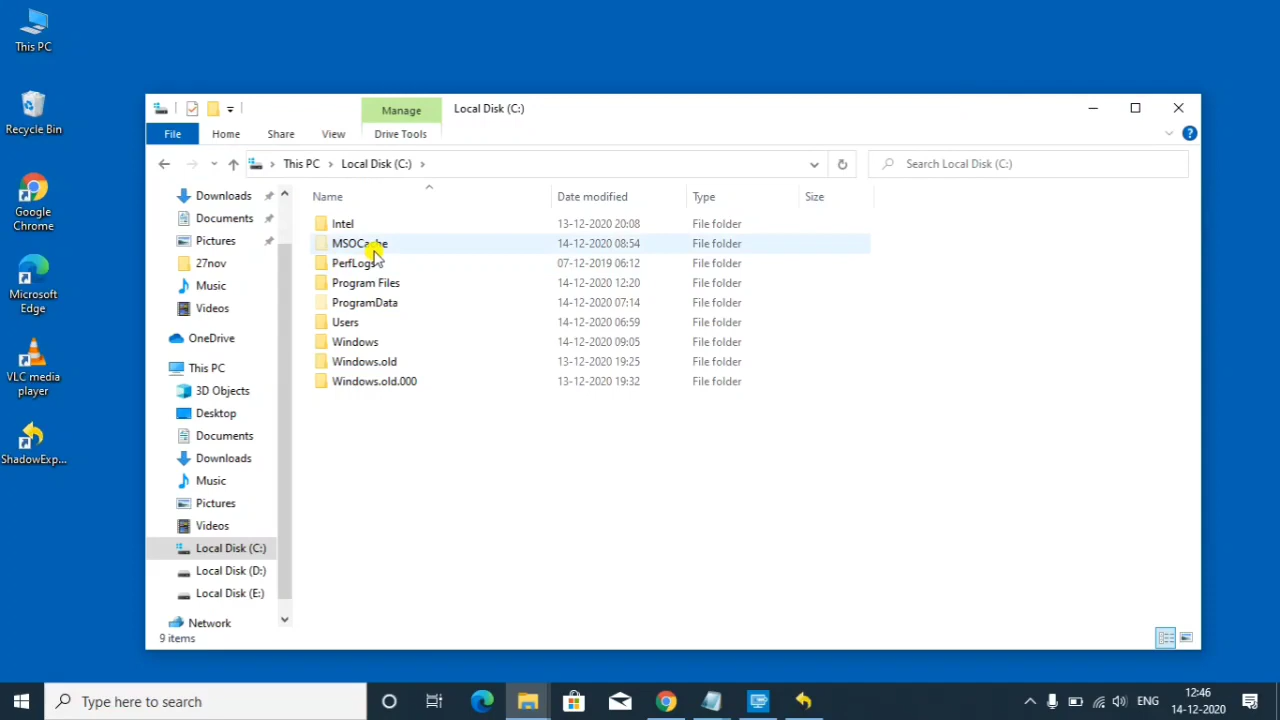 This PC
Recycle Bin
Google
Chrome
Microsoft
Edge
VLC media
player
ShadowExp...
Manage
Local Disk (C:)
File
Home
Share
View
Drive Tools
This PC
Local Disk (C:)
Search Local Disk (C:)
Downloads
Documents
Pictures
27nov
Music
Videos
OneDrive
This PC
3D Objects
Desktop
Documents
Downloads
Music
Pictures
Videos
Local Disk (C:)
Local Disk (D:)
Local Disk (E:)
Network
9 items
Name Date modified Type Size
Intel 13-12-2020 20:08 File folder
MSOCache 14-12-2020 08:54 File folder
PerfLogs 07-12-2019 06:12 File folder
Program Files 14-12-2020 12:20 File folder
ProgramData 14-12-2020 07:14 File folder
Users 14-12-2020 06:59 File folder
Windows 14-12-2020 09:05 File folder
Windows.old 13-12-2020 19:25 File folder
Windows.old.000 13-12-2020 19:32 File folder
Type here to search
ENG
12:46
14-12-2020